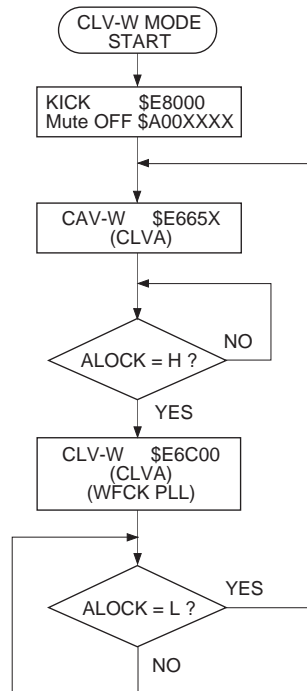 CLV-W MODE
START
KICK $E8000
Mute OFF $A00XXXX
CAV-W $E665X
(CLVA)
ALOCK = H ?
NO
YES
CLV-W $E6C00
(CLVA)
(WFCK PLL)
ALOCK = L ?
YES
NO